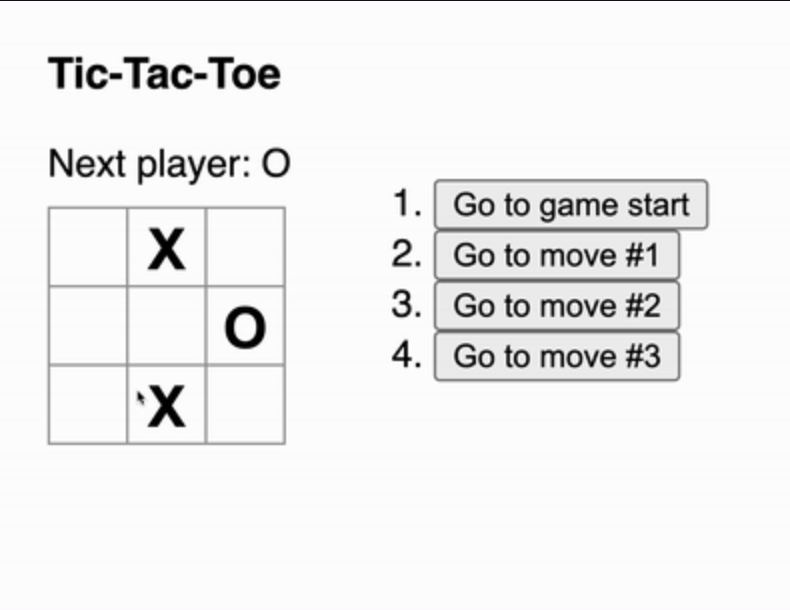 Tic-Tac-Toe
Next player: O
X
O
X
1. Go to game start
2. Go to move #1
3. Go to move #2
4. Go to move #3